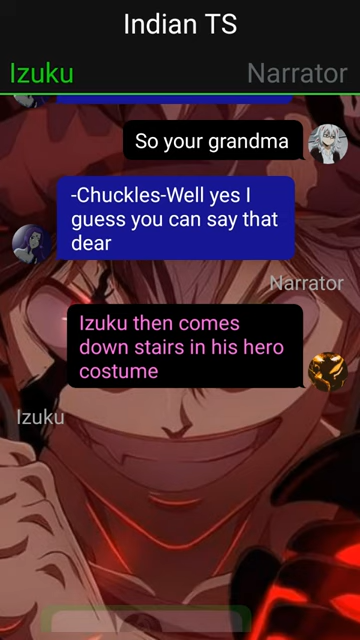 Indian TS
Izuku
Narrator
So your grandma
-Chuckles-Well yes I
guess you can say that
dear
Narrator
Izuku then comes
down stairs in his hero
costume
Izuku